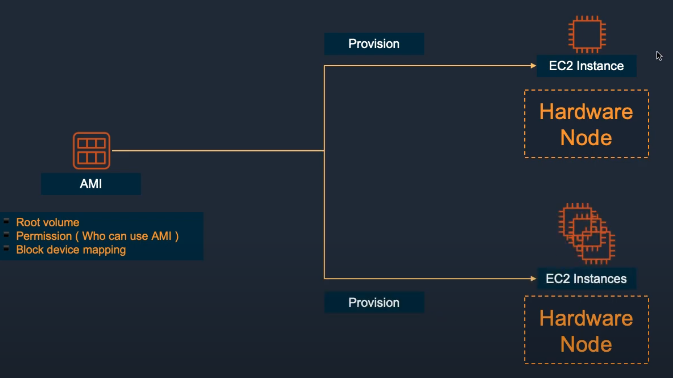 Provision
EC2 Instance
Hardware
Node
AMI
Root volume
Permission ( Who can use AMI )
Block device mapping
EC2 Instances
Provision
Hardware
Node